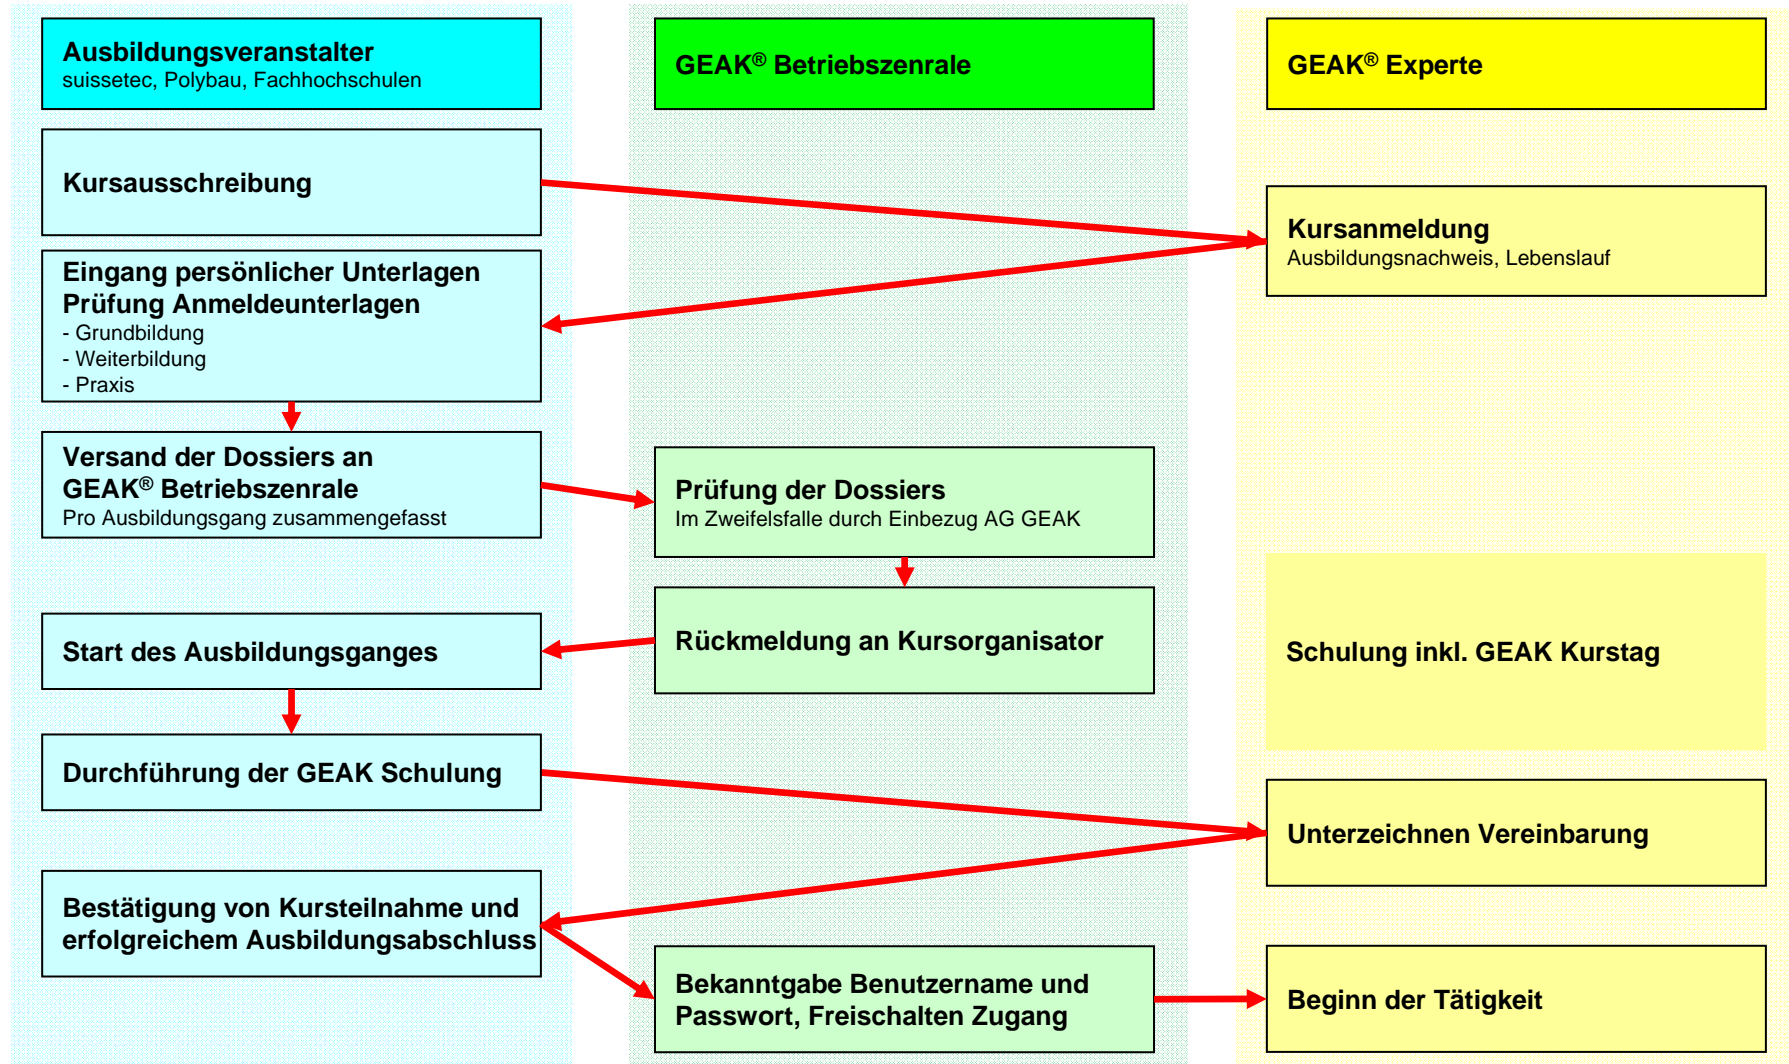 Ausbildungsveranstalter
suissetec, Polybau, Fachhochschulen
GEAK® Betriebszenrale
GEAK® Experte
Kursausschreibung
Kursanmeldung
Ausbildungsnachweis, Lebenslauf
Eingang persönlicher Unterlagen
Prüfung Anmeldeunterlagen
- Grundbildung
- Weiterbildung
- Praxis
Versand der Dossiers an
GEAK® Betriebszenrale
Pro Ausbildungsgang zusammengefasst
Prüfung der Dossiers
Im Zweifelsfalle durch Einbezug AG GEAK
Rückmeldung an Kursorganisator
Start des Ausbildungsganges
Schulung inkl. GEAK Kurstag
Durchführung der GEAK Schulung
Unterzeichnen Vereinbarung
Bestätigung von Kursteilnahme und
erfolgreichem Ausbildungsabschluss
Bekanntgabe Benutzername und
Passwort, Freischalten Zugang
Beginn der Tätigkeit